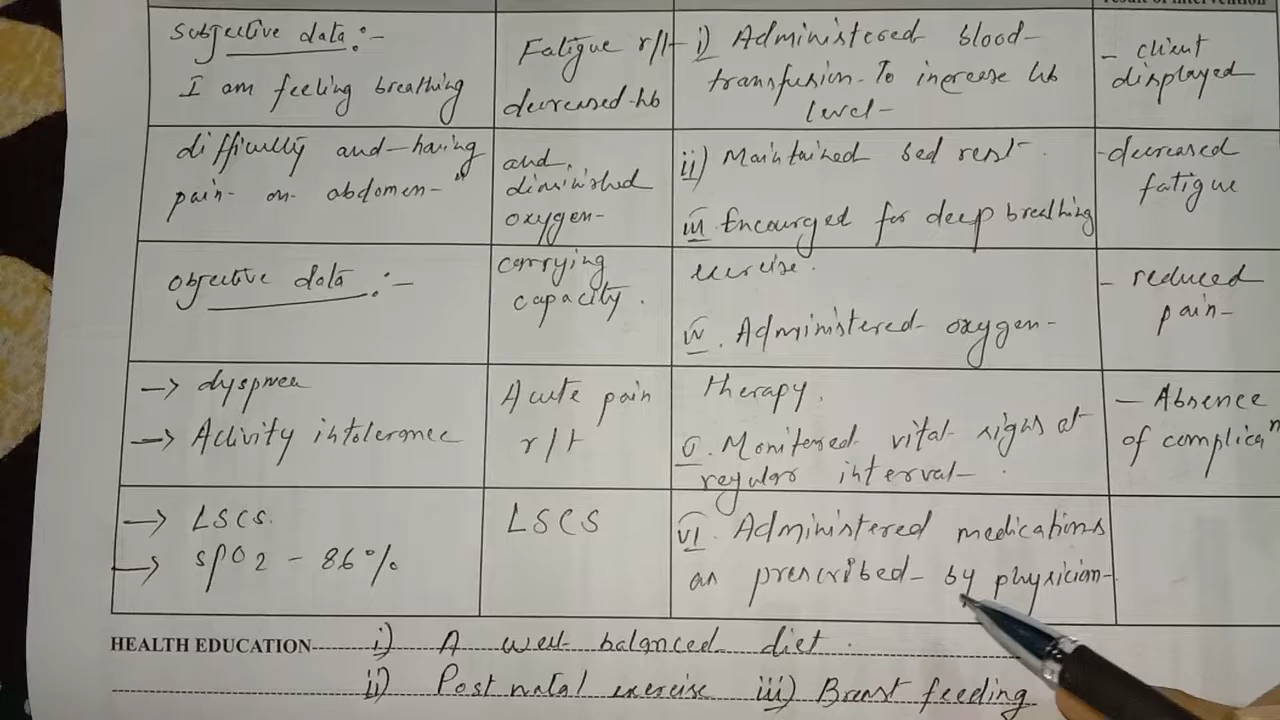 result of intervention
Subjective data :-
I am feeling breathing
difficulty and having
pain on abdomen"
Objective data :-
→ dyspnea
→ Activity intolerance
→ LSCS.
→ SPO2 - 86%
Fatigue r/t
decreased hb
and
diminished
oxygen
carrying
capacity.
Acute pain
r/t
LSCS
i) Administered blood
transfusion. To increase hb
level
ii) Maintained bed rest.
iii Encourged for deep breathing
exercise.
iv. Administered oxygen
therapy.
v. Monitered vital signs at
regular interval.
vi. Administered medications
as prescribed by physician
- client
displayed
- decreased
fatigue
- reduced
pain
- Absence
of complicaⁿ
HEALTH EDUCATION i) A well balanced diet.
ii) Post natal exercise iii) Breast feeding